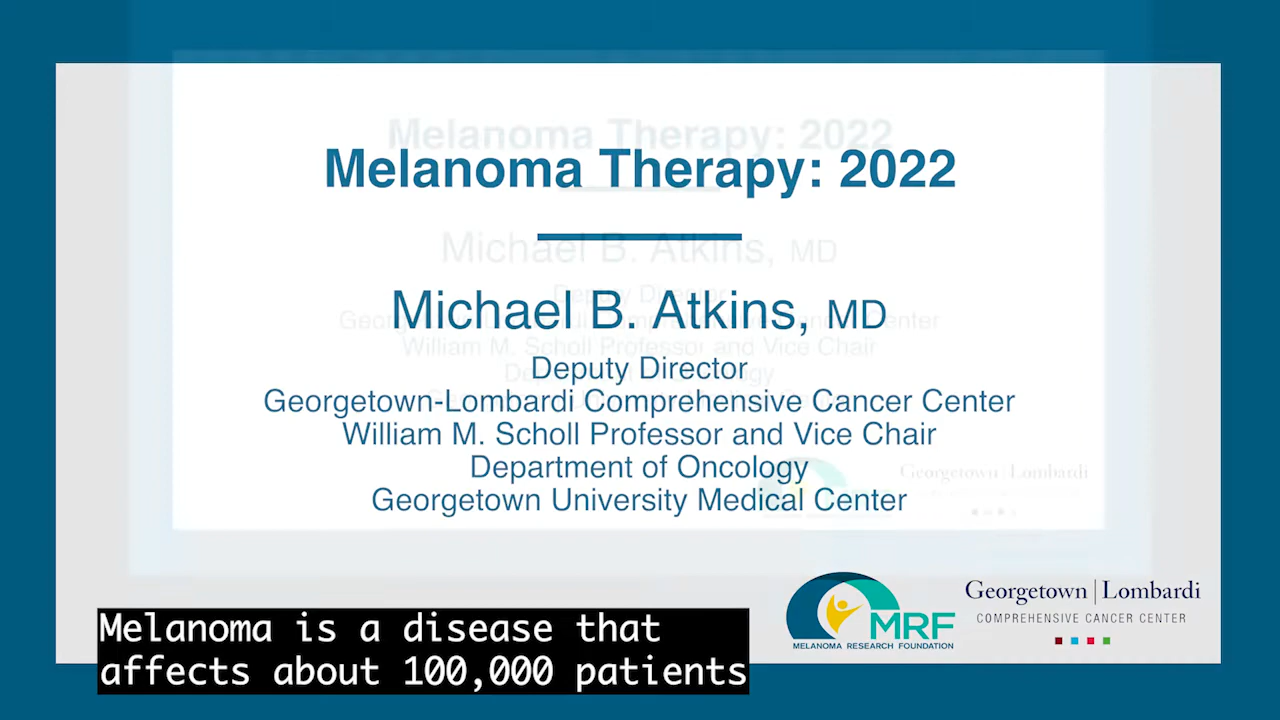 Melanoma Therapy: 2022
Michael B. Atkins, MD
Deputy Director
Georgetown-Lombardi Comprehensive Cancer Center
William M. Scholl Professor and Vice Chair
Department of Oncology
Georgetown University Medical Center
MRF
MELANOMA RESEARCH FOUNDATION
Georgetown | Lombardi
COMPREHENSIVE CANCER CENTER
Melanoma is a disease that
affects about 100,000 patients